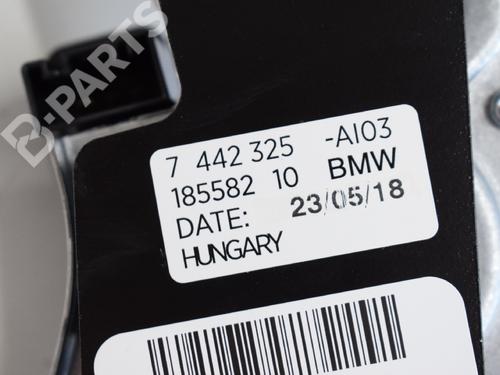 B-PARTS
7 442 325 -AI03
185582 10 BMW
DATE: 23/05/18
HUNGARY